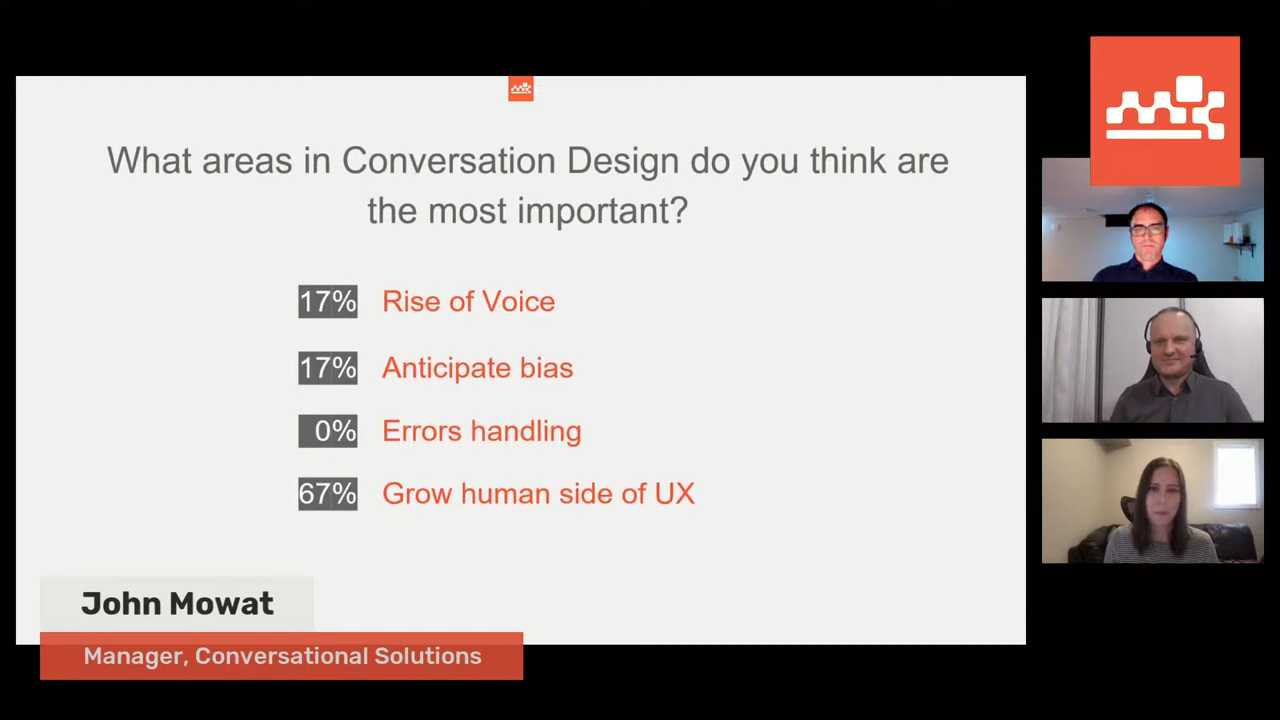 What areas in Conversation Design do you think are
the most important?
17% Rise of Voice
17% Anticipate bias
0% Errors handling
67% Grow human side of UX
John Mowat
Manager, Conversational Solutions